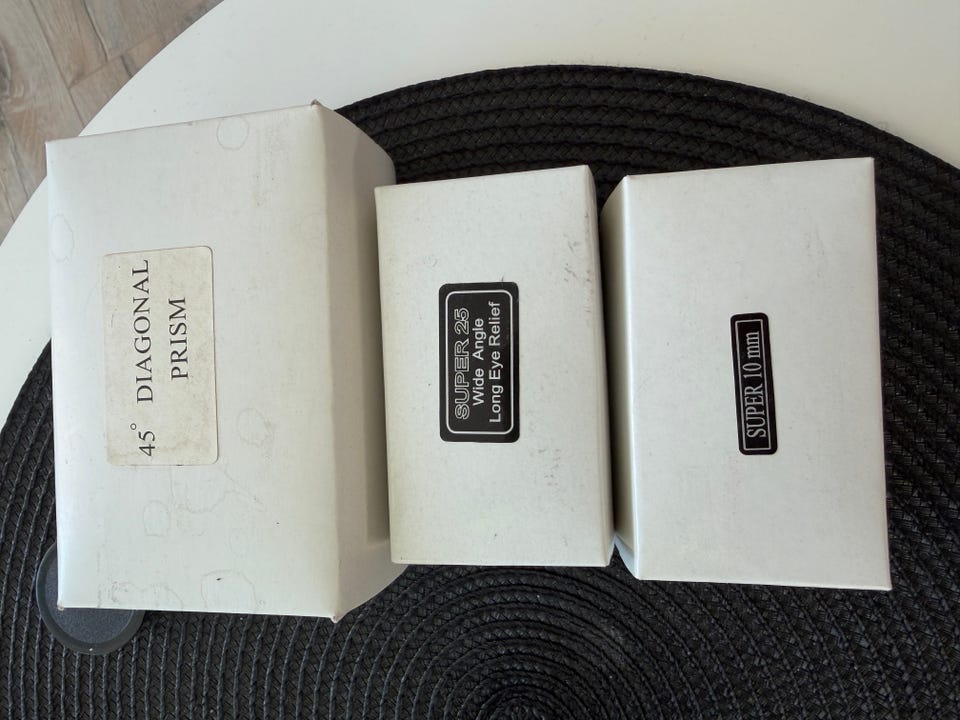 45° DIAGONAL
PRISM
SUPER 25
Wide Angle
Long Eye Relief
SUPER 10 mm